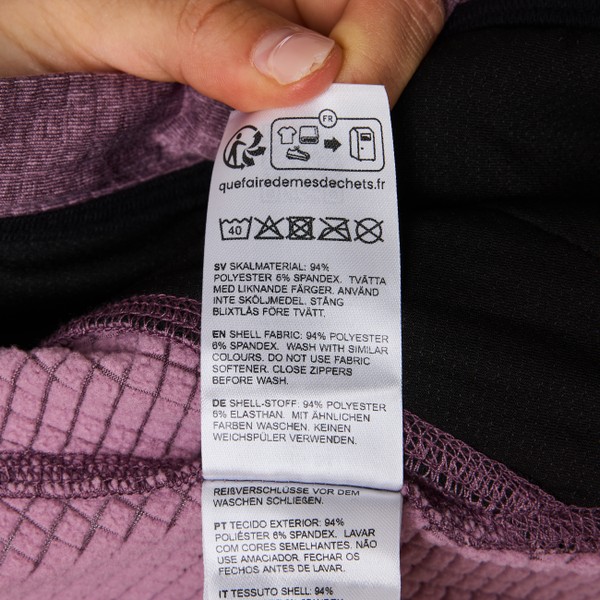 FR
quefairedemesdechets.fr
40
SV SKALMATERIAL: 94%
POLYESTER 6% SPANDEX. TVÄTTA
MED LIKNANDE FÄRGER. ANVÄND
INTE SKÖLJMEDEL. STÄNG
BLIXTLÅS FÖRE TVÄTT.
EN SHELL FABRIC: 94% POLYESTER
6% SPANDEX. WASH WITH SIMILAR
COLOURS. DO NOT USE FABRIC
SOFTENER. CLOSE ZIPPERS
BEFORE WASH.
DE SHELL-STOFF: 94% POLYESTER
6% ELASTHAN. MIT ÄHNLICHEN
FARBEN WASCHEN. KEINEN
WEICHSPÜLER VERWENDEN.
REIẞVERSCHLÜSSE VOR DEM
WASCHEN SCHLIEẞEN.
PT TECIDO EXTERIOR: 94%
POLIÉSTER 6% SPANDEX. LAVAR
COM CORES SEMELHANTES. NÃO
USE AMACIADOR. FECHAR OS
FECHOS ANTES DE LAVAR.
IT TESSUTO SHELL: 94%